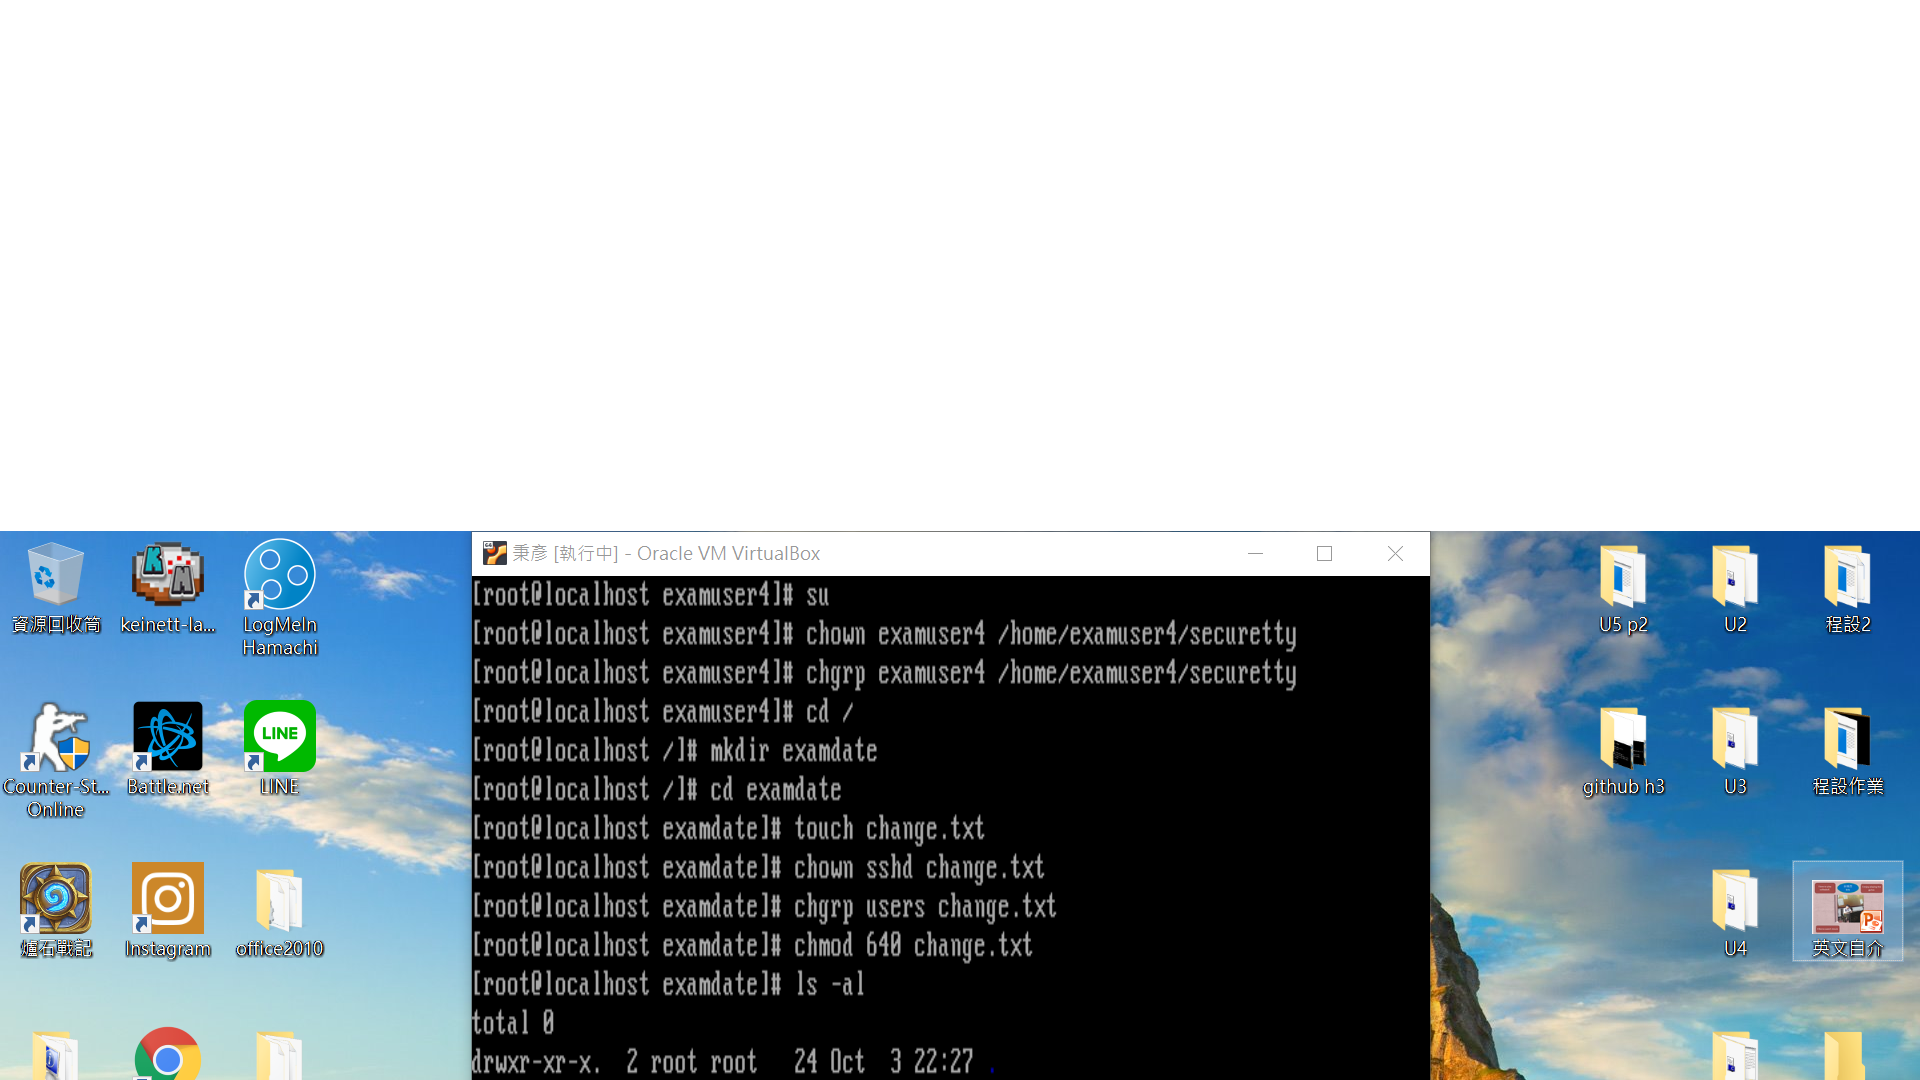 資源回收筒
keinett-la...
LogMeIn
Hamachi
Counter-St...
Online
Battle.net
LINE
LINE
爐石戰記
Instagram
office2010
秉彥 [執行中] - Oracle VM VirtualBox
[root@localhost examuser4]# su
[root@localhost examuser4]# chown examuser4 /home/examuser4/securetty
[root@localhost examuser4]# chgrp examuser4 /home/examuser4/securetty
[root@localhost examuser4]# cd /
[root@localhost /]# mkdir examdate
[root@localhost /]# cd examdate
[root@localhost examdate]# touch change.txt
[root@localhost examdate]# chown sshd change.txt
[root@localhost examdate]# chgrp users change.txt
[root@localhost examdate]# chmod 640 change.txt
[root@localhost examdate]# ls -al
total 0
drwxr-xr-x. 2 root root 24 Oct 3 22:27 .
U5 p2
U2
程設2
github h3
U3
程設作業
U4
英文自介